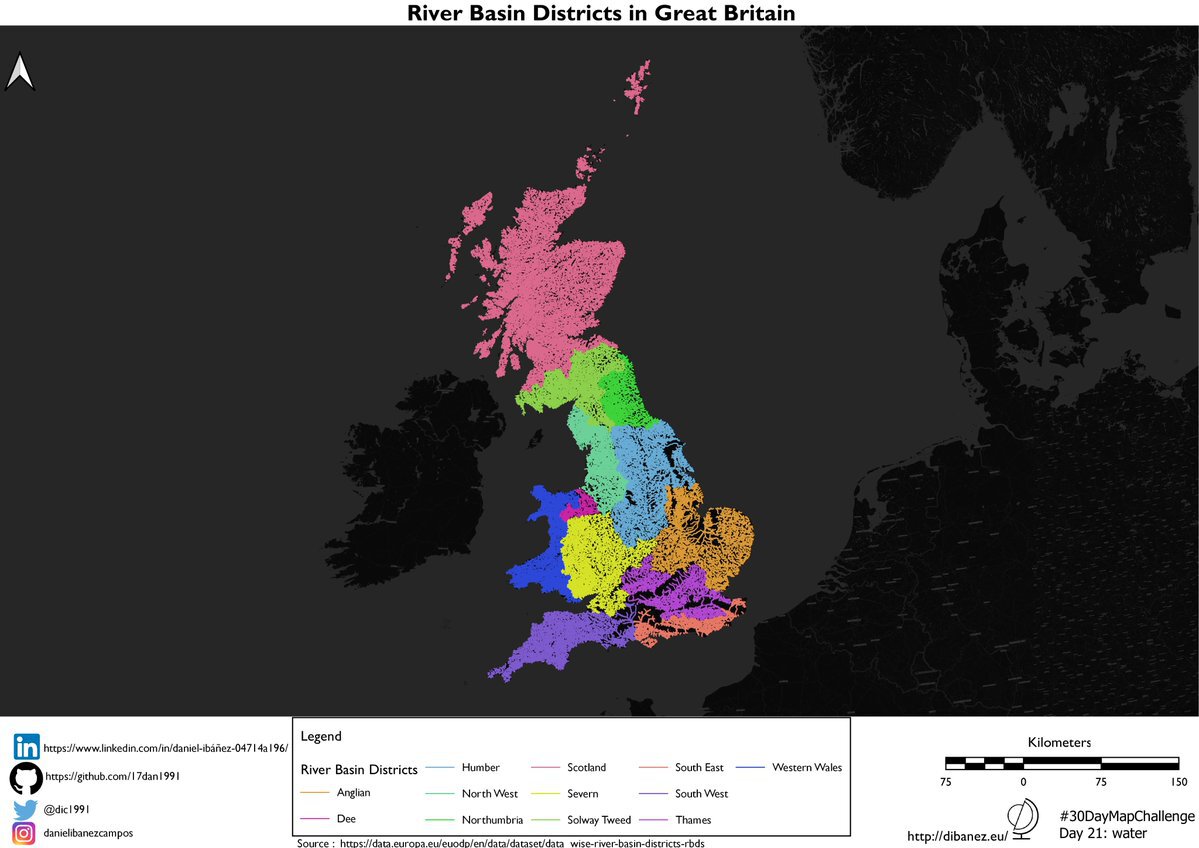 River Basin Districts in Great Britain
Legend
River Basin Districts
Anglian
Dee
Humber
North West
Northumbria
Scotland
Severn
Solway Tweed
South East
South West
Thames
Western Wales
in https://www.linkedin.com/in/daniel-ibáñez-04714a196/
https://github.com/17dan1991
@dic1991
danielibanezcampos
Source : https://data.europa.eu/euodp/en/data/dataset/data_wise-river-basin-districts-rbds
Kilometers
75 0 75 150
http://dibanez.eu/
#30DayMapChallenge
Day 21: water